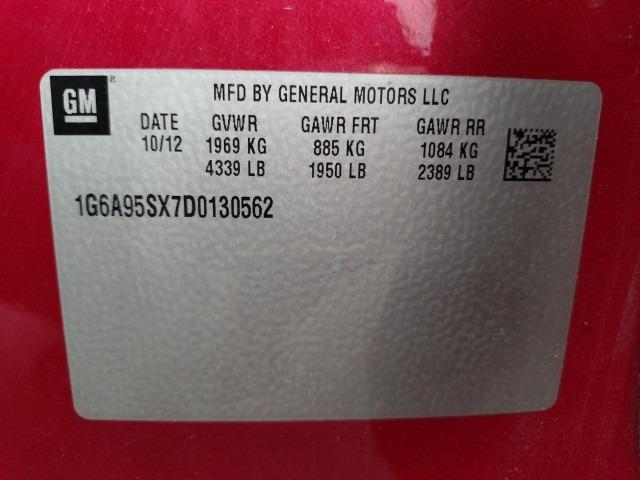 GM®
MFD BY GENERAL MOTORS LLC
DATE GVWR GAWR FRT GAWR RR
10/12 1969 KG 885 KG 1084 KG
4339 LB 1950 LB 2389 LB
1G6A95SX7D0130562